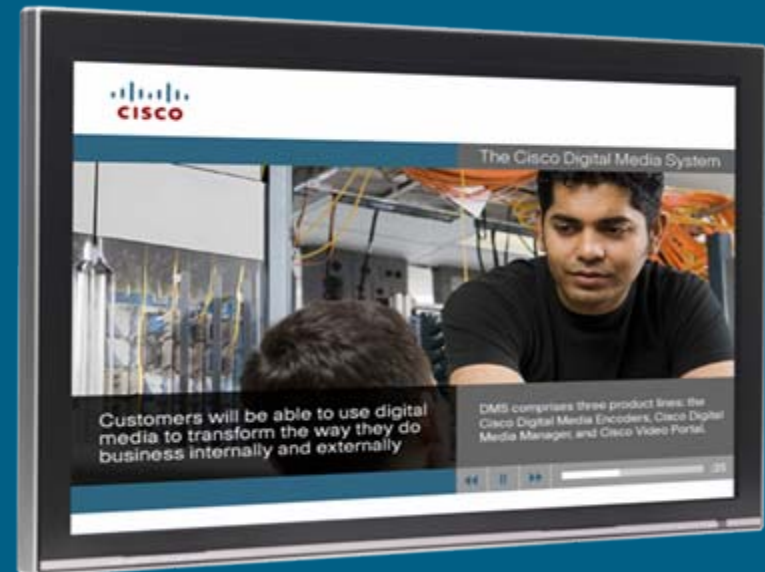 CISCO
The Cisco Digital Media System
Customers will be able to use digital
media to transform the way they do
business internally and externally
DMS comprises three product lines: the
Cisco Digital Media Encoders, Cisco Digital
Media Manager, and Cisco Video Portal.
:35